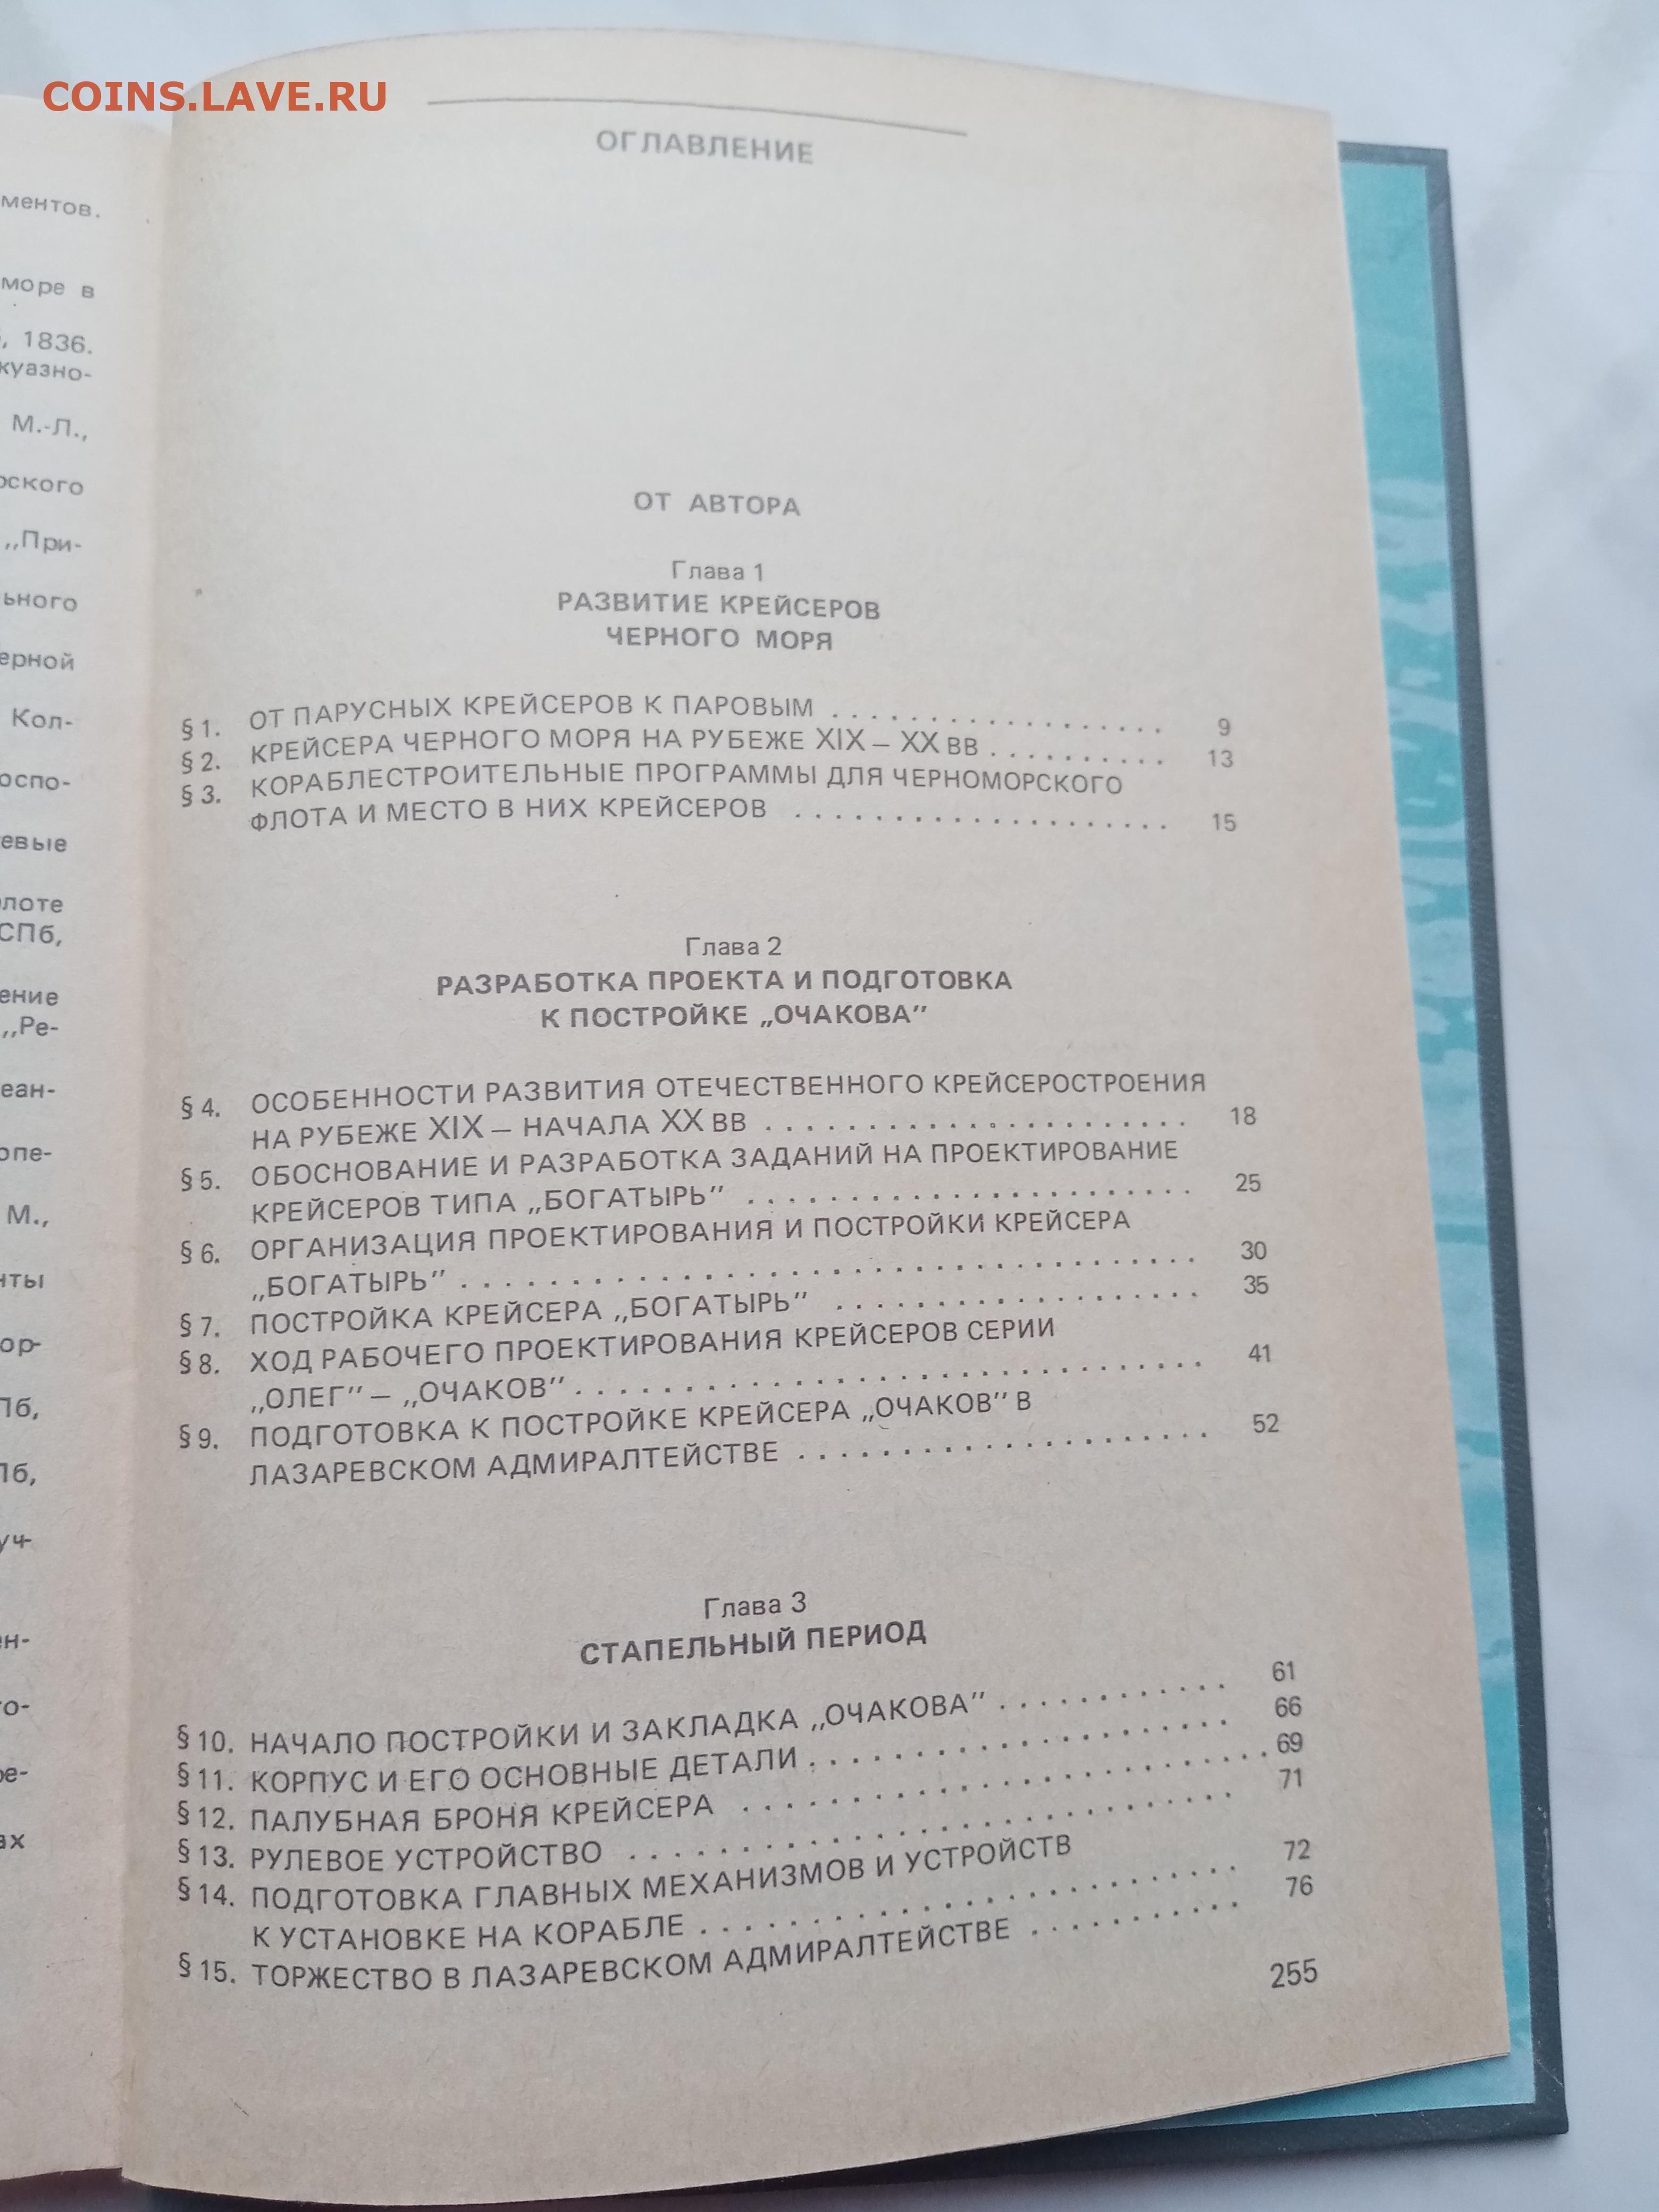 COINS.LAVE.RU
ментов.
море в
1836.
М.-Л.,
,,При-
Кол-
СПб,
,,Ре-
М.,
ОГЛАВЛЕНИЕ
ОТ АВТОРА
Глава 1
РАЗВИТИЕ КРЕЙСЕРОВ
ЧЕРНОГО МОРЯ
§ 1. ОТ ПАРУСНЫХ КРЕЙСЕРОВ К ПАРОВЫМ . . . . . . . . . . . . . . . . . 9
§ 2. КРЕЙСЕРА ЧЕРНОГО МОРЯ НА РУБЕЖЕ XIX – XX ВВ . . . . . . . . . 13
§ 3. КОРАБЛЕСТРОИТЕЛЬНЫЕ ПРОГРАММЫ ДЛЯ ЧЕРНОМОРСКОГО
ФЛОТА И МЕСТО В НИХ КРЕЙСЕРОВ . . . . . . . . . . . . . . . . . . . 15
Глава 2
РАЗРАБОТКА ПРОЕКТА И ПОДГОТОВКА
К ПОСТРОЙКЕ „ОЧАКОВА”
§ 4. ОСОБЕННОСТИ РАЗВИТИЯ ОТЕЧЕСТВЕННОГО КРЕЙСЕРОСТРОЕНИЯ
НА РУБЕЖЕ XIX – НАЧАЛА XX ВВ . . . . . . . . . . . . . . . . . . . . . . 18
§ 5. ОБОСНОВАНИЕ И РАЗРАБОТКА ЗАДАНИЙ НА ПРОЕКТИРОВАНИЕ
КРЕЙСЕРОВ ТИПА „БОГАТЫРЬ” . . . . . . . . . . . . . . . . . . . . . . . 25
§ 6. ОРГАНИЗАЦИЯ ПРОЕКТИРОВАНИЯ И ПОСТРОЙКИ КРЕЙСЕРА
„БОГАТЫРЬ” . . . . . . . . . . . . . . . . . . . . . . . . . . . . . . . . . . . . . 30
§ 7. ПОСТРОЙКА КРЕЙСЕРА „БОГАТЫРЬ” . . . . . . . . . . . . . . . . . . . 35
§ 8. ХОД РАБОЧЕГО ПРОЕКТИРОВАНИЯ КРЕЙСЕРОВ СЕРИИ
„ОЛЕГ” – „ОЧАКОВ” . . . . . . . . . . . . . . . . . . . . . . . . . . . . . . . 41
§ 9. ПОДГОТОВКА К ПОСТРОЙКЕ КРЕЙСЕРА „ОЧАКОВ” В
ЛАЗАРЕВСКОМ АДМИРАЛТЕЙСТВЕ . . . . . . . . . . . . . . . . . . . . . 52
Глава 3
СТАПЕЛЬНЫЙ ПЕРИОД
§ 10. НАЧАЛО ПОСТРОЙКИ И ЗАКЛАДКА „ОЧАКОВА” . . . . . . . . . . . . 61
§ 11. КОРПУС И ЕГО ОСНОВНЫЕ ДЕТАЛИ . . . . . . . . . . . . . . . . . . . . . 66
§ 12. ПАЛУБНАЯ БРОНЯ КРЕЙСЕРА . . . . . . . . . . . . . . . . . . . . . . . . . . 69
§ 13. РУЛЕВОЕ УСТРОЙСТВО . . . . . . . . . . . . . . . . . . . . . . . . . . . . . 71
§ 14. ПОДГОТОВКА ГЛАВНЫХ МЕХАНИЗМОВ И УСТРОЙСТВ
К УСТАНОВКЕ НА КОРАБЛЕ . . . . . . . . . . . . . . . . . . . . . . . . . . 72
§ 15. ТОРЖЕСТВО В ЛАЗАРЕВСКОМ АДМИРАЛТЕЙСТВЕ . . . . . . . . . . . 76
255